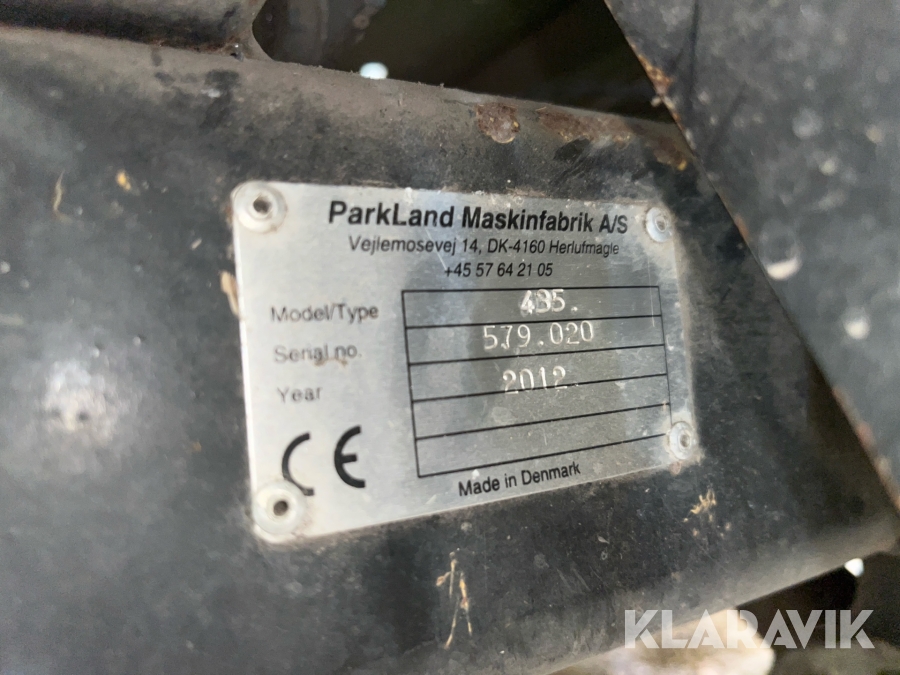 ParkLand Maskinfabrik A/S
Vejlemosevej 14, DK-4160 Herlufmagle
+45 57 64 21 05
Model/Type 485.
Serial no. 579.020
Year 2012.
CE
Made in Denmark
KLARAVIK